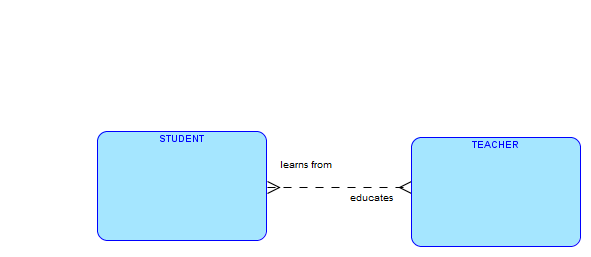 STUDENT
TEACHER
learns from
educates